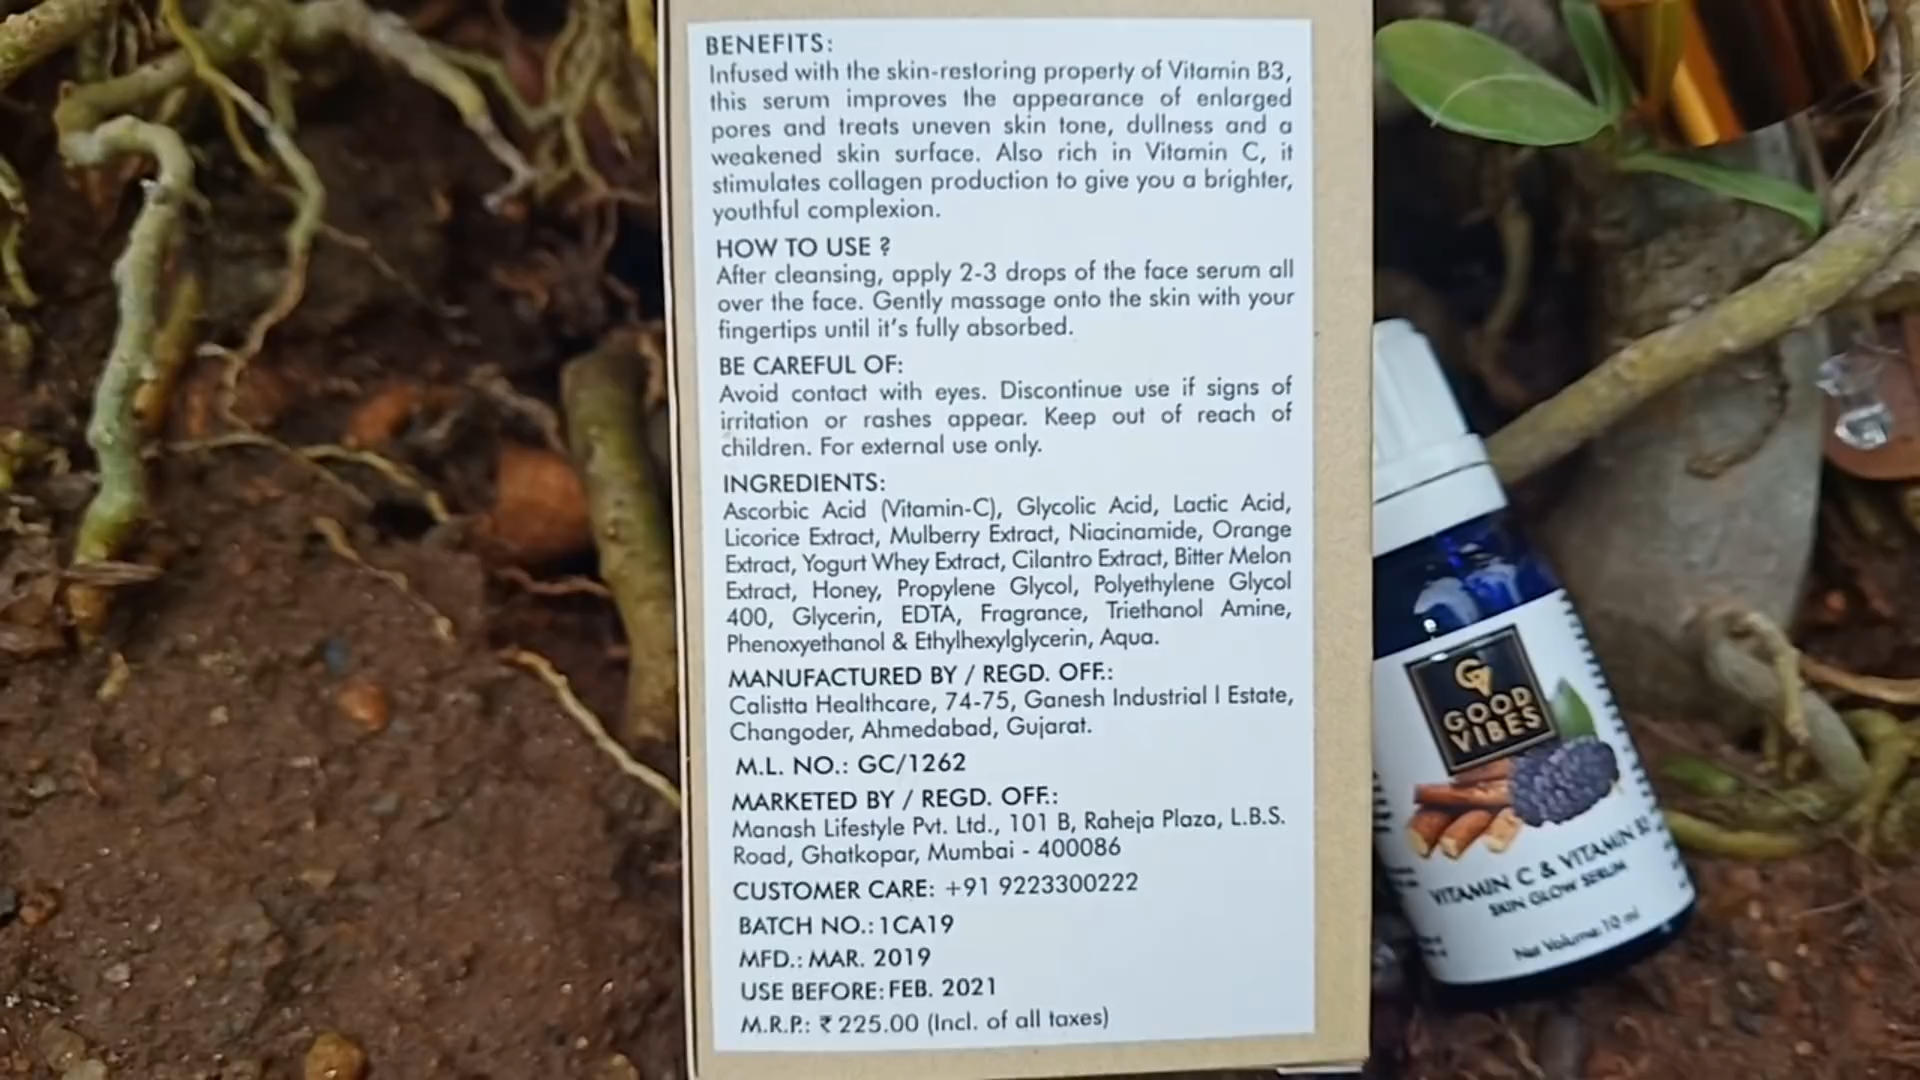 BENEFITS:
Infused with the skin-restoring property of Vitamin B3,
this serum improves the appearance of enlarged
pores and treats uneven skin tone, dullness and a
weakened skin surface. Also rich in Vitamin C, it
stimulates collagen production to give you a brighter,
youthful complexion.
HOW TO USE ?
After cleansing, apply 2-3 drops of the face serum all
over the face. Gently massage onto the skin with your
fingertips until it's fully absorbed.
BE CAREFUL OF:
Avoid contact with eyes. Discontinue use if signs of
irritation or rashes appear. Keep out of reach of
children. For external use only.
INGREDIENTS:
Ascorbic Acid (Vitamin-C), Glycolic Acid, Lactic Acid,
Licorice Extract, Mulberry Extract, Niacinamide, Orange
Extract, Yogurt Whey Extract, Cilantro Extract, Bitter Melon
Extract, Honey, Propylene Glycol, Polyethylene Glycol
400, Glycerin, EDTA, Fragrance, Triethanol Amine,
Phenoxyethanol & Ethylhexylglycerin, Aqua.
MANUFACTURED BY / REGD. OFF.:
Calistta Healthcare, 74-75, Ganesh Industrial I Estate,
Changoder, Ahmedabad, Gujarat.
M.L. NO.: GC/1262
MARKETED BY / REGD. OFF.:
Manash Lifestyle Pvt. Ltd., 101 B, Raheja Plaza, L.B.S.
Road, Ghatkopar, Mumbai - 400086
CUSTOMER CARE: +91 9223300222
BATCH NO.: 1CA19
MFD.: MAR. 2019
USE BEFORE: FEB. 2021
M.R.P.: ₹ 225.00 (Incl. of all taxes)
GV
GOOD
VIBES
VITAMIN C & VITAMIN B3
SKIN GLOW SERUM
Net Volume: 10 ml